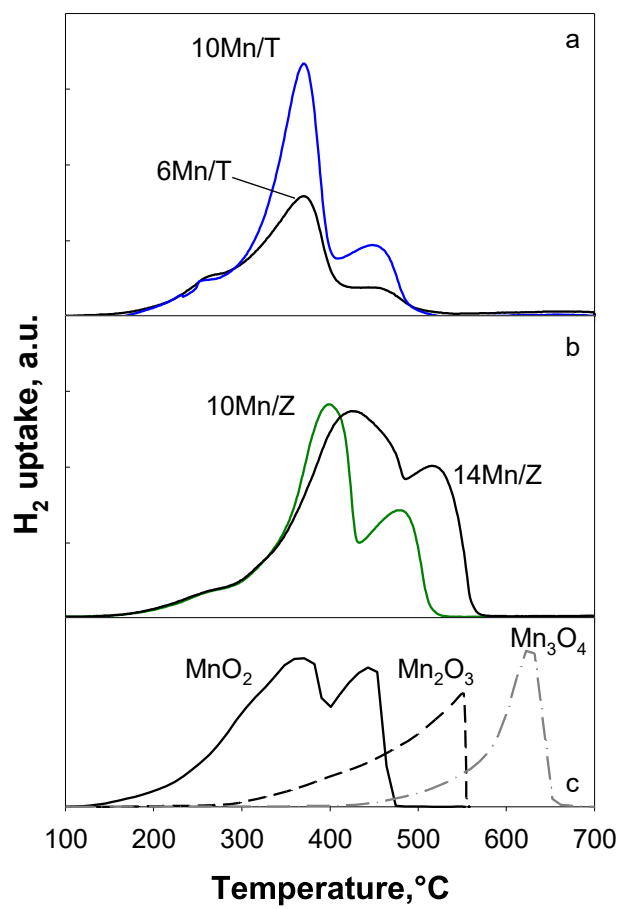 a
10Mn/T
6Mn/T
b
10Mn/Z
14Mn/Z
Mn₃O₄
MnO₂
Mn₂O₃
c
H₂ uptake, a.u.
100 200 300 400 500 600 700
Temperature,°C